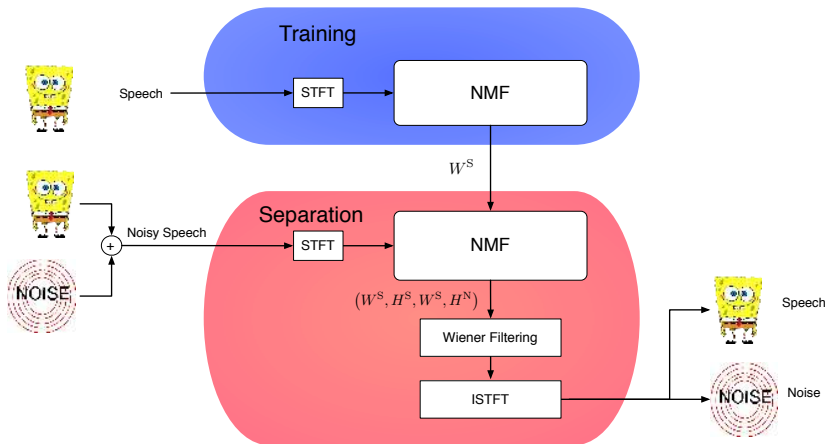 Training
Speech
STFT
NMF
W^S
Separation
Noisy Speech
+
STFT
NMF
NOISE
(W^S, H^S, W^S, H^N)
Wiener Filtering
ISTFT
Speech
NOISE
Noise